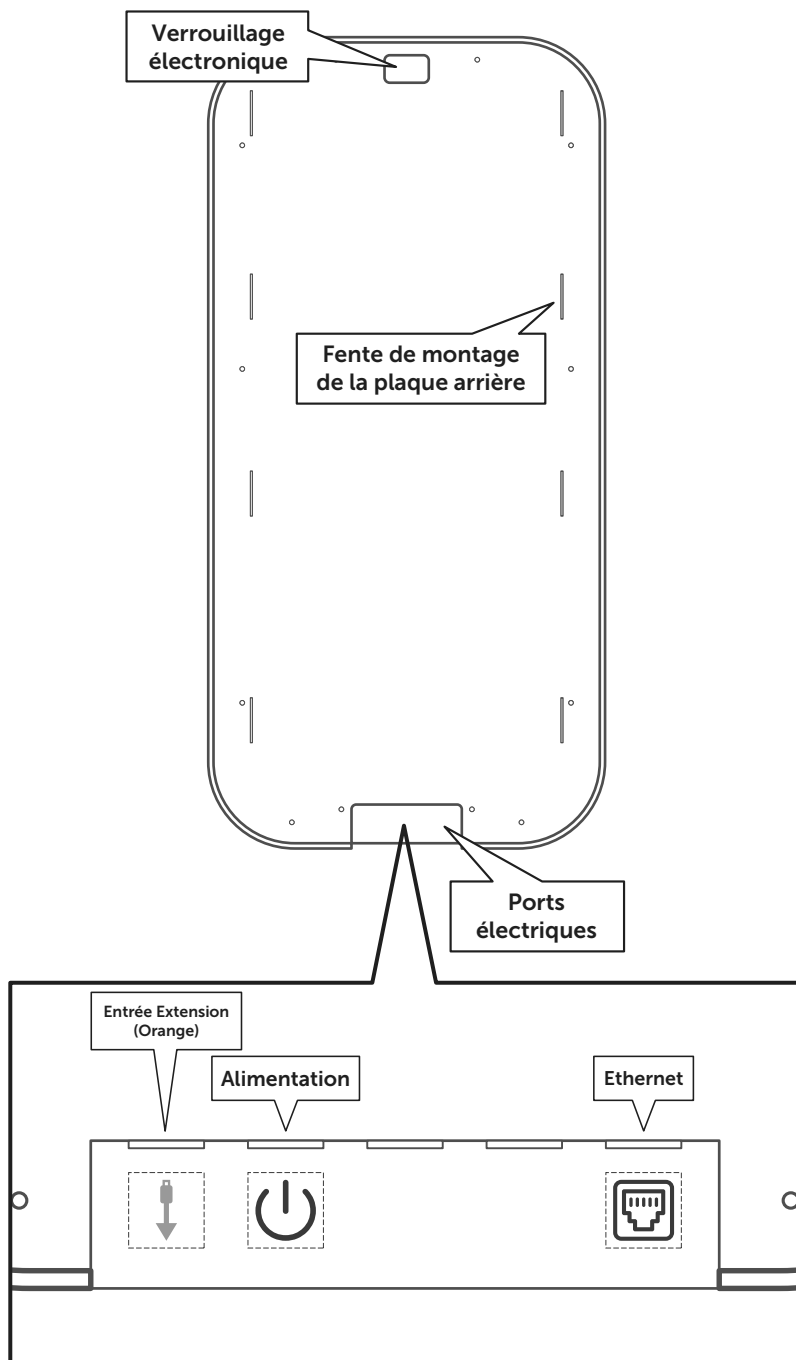 Verrouillage
électronique
Fente de montage
de la plaque arrière
Ports
électriques
Entrée Extension
(Orange)
Alimentation
Ethernet